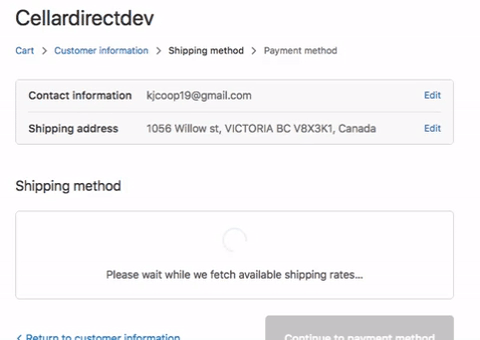 Cellardirectdev
Cart > Customer information > Shipping method > Payment method
Contact information kjcoop19@gmail.com Edit
Shipping address 1056 Willow st, VICTORIA BC V8X3K1, Canada Edit
Shipping method
Please wait while we fetch available shipping rates...
< Return to customer information Continue to payment method